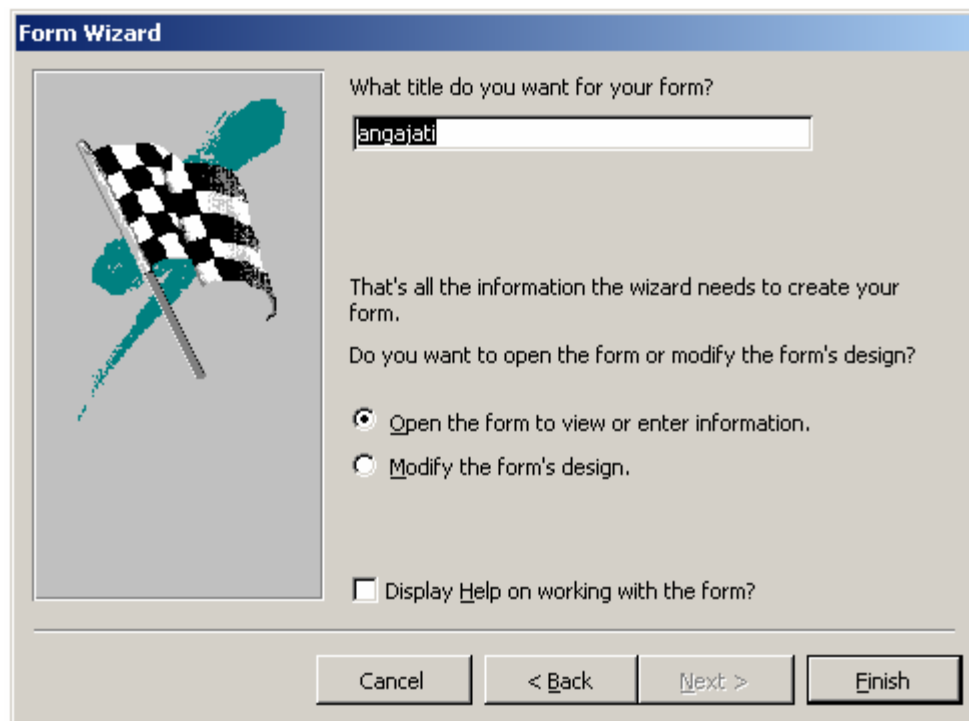 Form Wizard
What title do you want for your form?
angajati
That's all the information the wizard needs to create your
form.
Do you want to open the form or modify the form's design?
Open the form to view or enter information.
Modify the form's design.
Display Help on working with the form?
Cancel
< Back
Next >
Finish